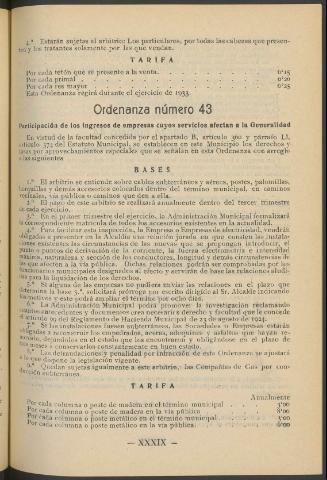 4.º Estarán sujetas al arbitrio: Los particulares, por todas las cabezas que presen-
ten y los tratantes solamente por las que vendan.
TARIFA
Por cada tetón que se presente a la venta. 0'15
Por cada primal 0'20
Por cada res mayor 0'25
Esta Ordenanza regirá durante el ejercicio de 1933.
Ordenanza número 43
Participación de los ingresos de empresas cuyos servicios afectan a la Generalidad
En virtud de la facultad concedida por el apartado B, artículo 360 y párrafo LL
artículo 374 del Estatuto Municipal, se establecen en este Municipio los derechos y
tasas por aprovechamientos especiales que se señalan en esta Ordenanza con arreglo
a las siguientes
BASES
1.º El arbitrio se entiende sobre cables subterráneos y aéreos, postes, palomillas,
horquillas y demás accesorios colocados dentro del término municipal, en caminos
vecinales, vía pública o caminos que den a ella.
2.º El pago de este arbitrio se realizará anualmente dentro del tercer trimestre
de cada ejercicio.
3.º En el primer trimestre del ejercicio, la Administración Municipal formalizará
la correspondiente matrícula de todos los accesorios existentes en la actualidad.
4.º Para facilitar esta inspección, la Empresa o Empresas de electricidad, vendrán
obligadas a presentar en la Alcaldía una relación jurada en que consten las instala-
ciones existentes las circunstancias de las nuevas que se propongan introducir, el
punto o puntos de derivación de la corriente, la fuerza electromotriz e intensidad
máxima, naturaleza y sección de los conductores, longitud y demás circunstancias de
las que afecten a la vía pública. Dichas relaciones podrán ser comprobadas por los
funcionarios municipales designados al efecto y servirán de base las relaciones aludi-
das para la liquidación de los derechos.
5.º Si alguna de las empresas no pudiera enviar las relaciones en el plazo que
determina la base 3.ª, solicitará prórroga por escrito dirigido al Sr. Alcalde indicando
los motivos y éste podrá ampliar el término por ocho días.
6.º La Administración Municipal podrá promover la investigación reclamando
cuantos antecedentes y documentos crea necesario a derecho y facultad que le concede
el artículo 69 del Reglamento de Hacienda Municipal de 23 de agosto de 1924.
7.º Si las instalaciones fuesen subterráneas, las Sociedades o Empresas estarán
obligadas a reconstruir los empedrados, aceras, adoquines y asfaltos que hayan re-
movido, dejándolos en el estado que las encontraron y obligándose en el plazo de
dos meses a conservarlos constantemente en buen estado.
8.º Las defraudaciones y penalidad por infracción de este Ordenanza se ajustará
a lo que dispone la legislación vigente.
9.º Quedan sujetas igualmente a este arbitrio, las Compañías de Gas por con-
ducción subterránea.
TARIFA
Anualmente
Por cada columna o poste de madera en el término municipal 3'00
Por cada columna o poste de madera en la vía pública 8'00
Por cada columna o poste metálico en el término municipal 3'00
Por cada columna o poste metálico en la vía pública. 6'00
— XXXIX —